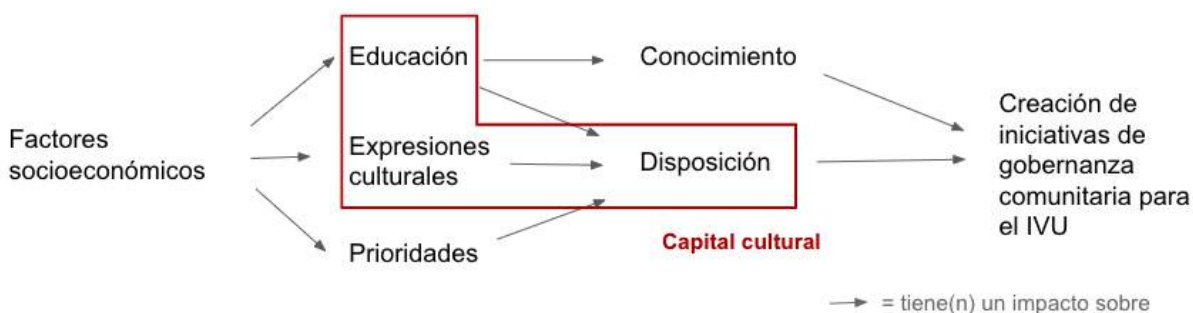 Educación
Conocimiento
Factores
socioeconómicos
Expresiones
culturales
Disposición
Creación de
iniciativas de
gobernanza
comunitaria para
el IVU
Prioridades
Capital cultural
= tiene(n) un impacto sobre